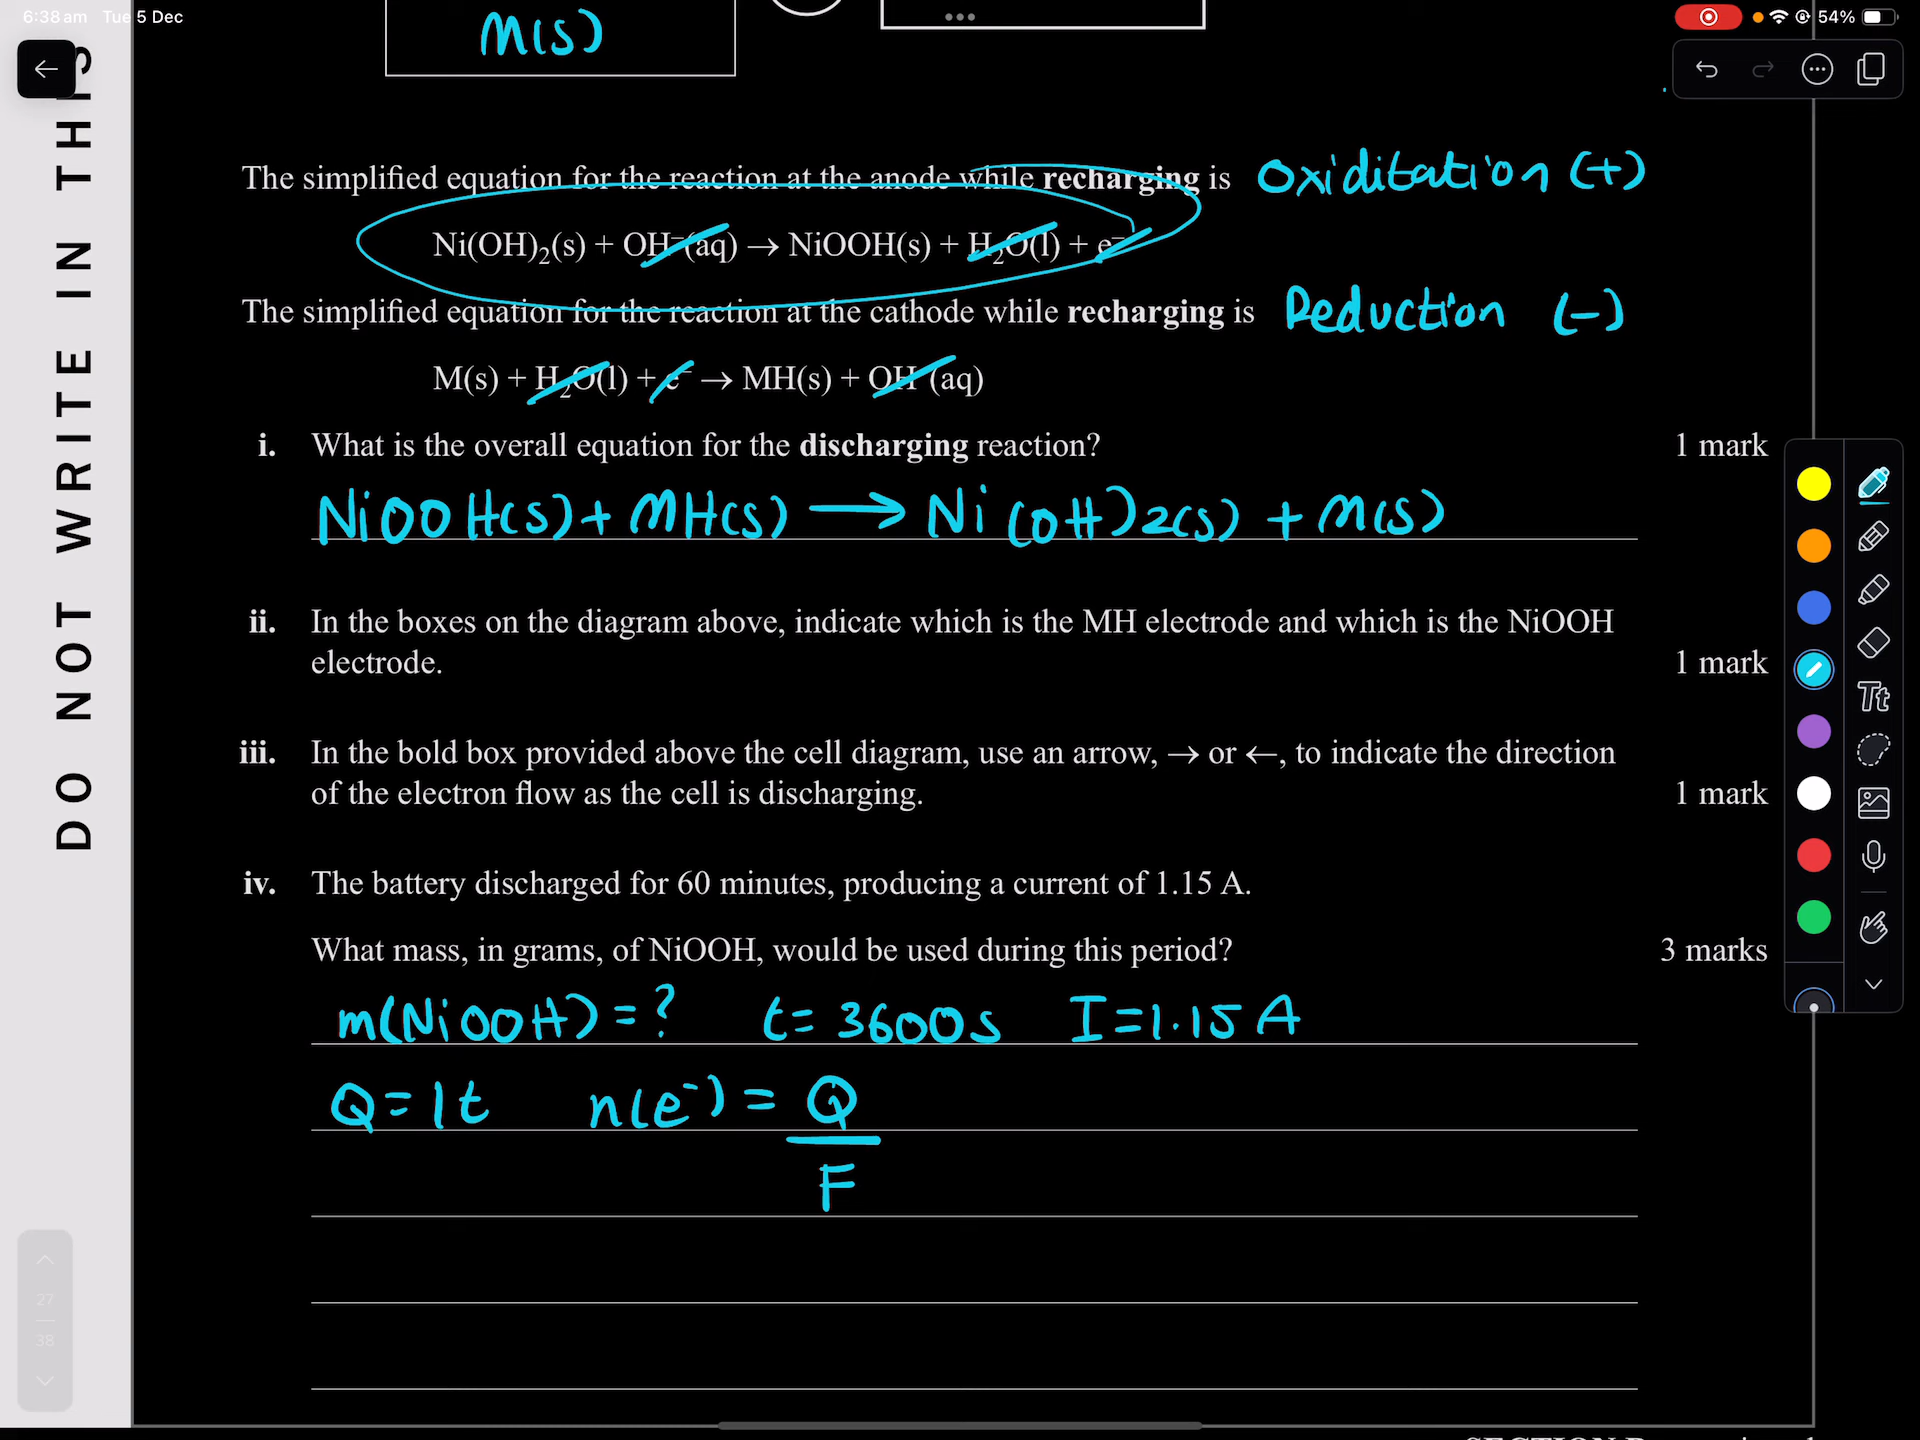 6:38 am Tue 5 Dec
54%
M(s)
DO NOT WRITE IN THIS
The simplified equation for the reaction at the anode while recharging is Oxiditation (+)
Ni(OH)₂(s) + OH⁻(aq) → NiOOH(s) + H₂O(l) + e⁻
The simplified equation for the reaction at the cathode while recharging is Reduction (-)
M(s) + H₂O(l) + e⁻ → MH(s) + OH⁻(aq)
i. What is the overall equation for the discharging reaction? 1 mark
NiOOH(s) + MH(s) → Ni(OH)2(s) + M(s)
ii. In the boxes on the diagram above, indicate which is the MH electrode and which is the NiOOH
electrode. 1 mark
iii. In the bold box provided above the cell diagram, use an arrow, → or ←, to indicate the direction
of the electron flow as the cell is discharging. 1 mark
iv. The battery discharged for 60 minutes, producing a current of 1.15 A.
What mass, in grams, of NiOOH, would be used during this period? 3 marks
m(NiOOH) = ? t = 3600s I = 1.15 A
Q = It n(e⁻) = Q
F
Tt
27
38